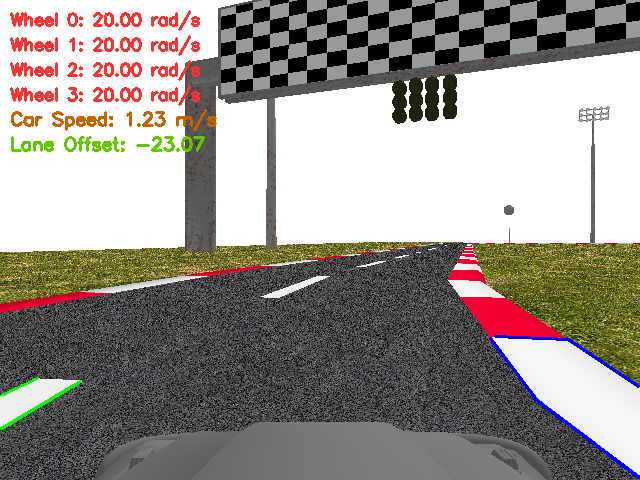 Wheel 0: 20.00 rad/s
Wheel 1: 20.00 rad/s
Wheel 2: 20.00 rad/s
Wheel 3: 20.00 rad/s
Car Speed: 1.23 m/s
Lane Offset: -23.07